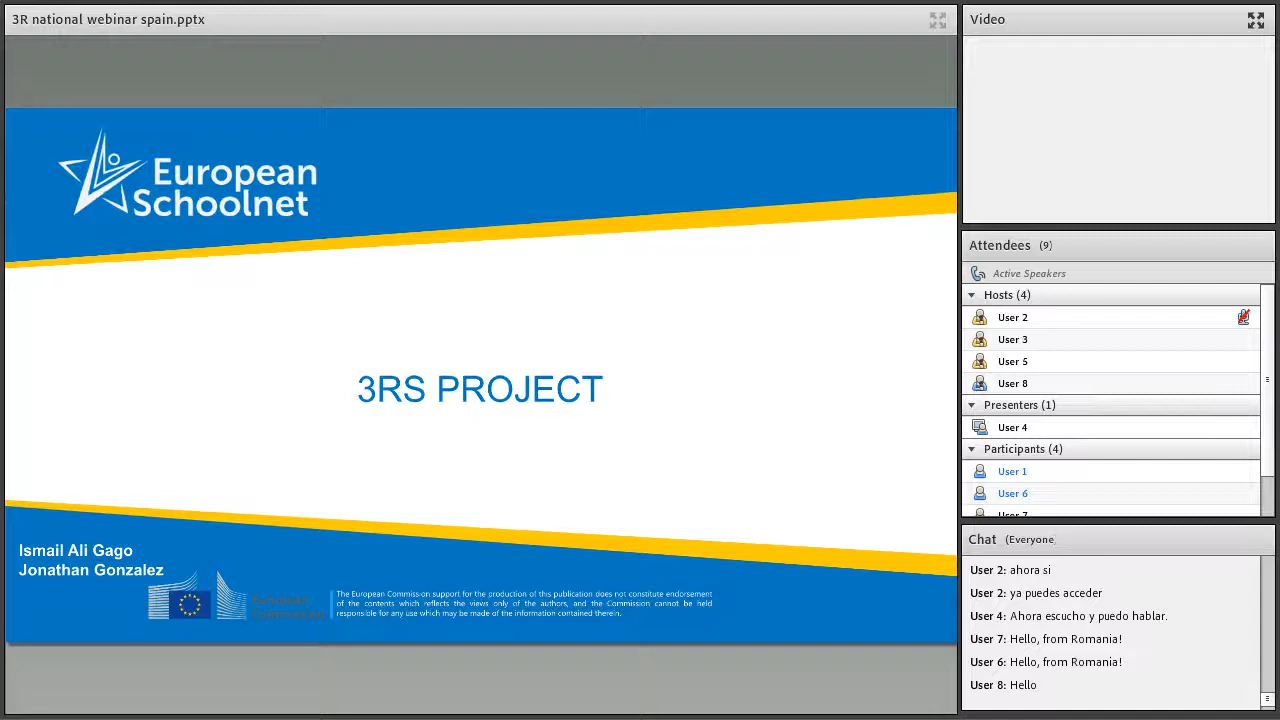 3R national webinar spain.pptx
European
Schoolnet
3RS PROJECT
Ismail Ali Gago
Jonathan Gonzalez
European
Commission
The European Commission support for the production of this publication does not constitute endorsement
of the contents which reflects the views only of the authors, and the Commission cannot be held
responsible for any use which may be made of the information contained therein.
Video
Attendees (9)
Active Speakers
Hosts (4)
User 2
User 3
User 5
User 8
Presenters (1)
User 4
Participants (4)
User 1
User 6
User 7
Chat (Everyone
User 2: ahora si
User 2: ya puedes acceder
User 4: Ahora escucho y puedo hablar.
User 7: Hello, from Romania!
User 6: Hello, from Romania!
User 8: Hello